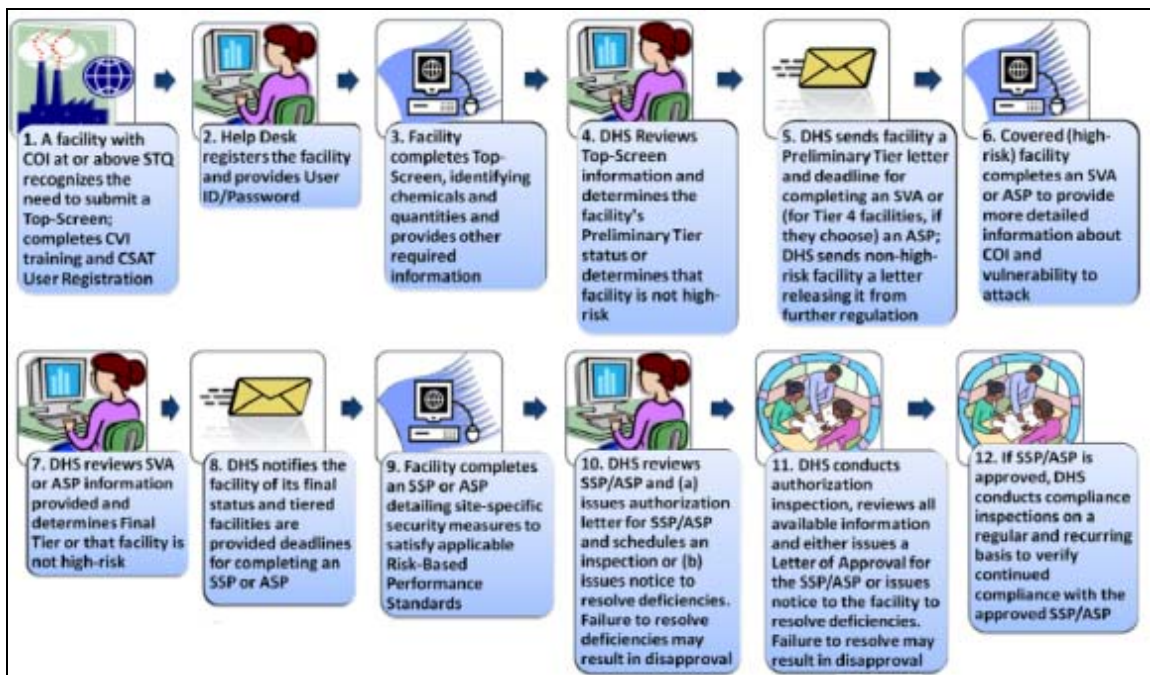 1. A facility with
COI at or above STQ
recognizes the
need to submit a
Top-Screen;
completes CVI
training and CSAT
User Registration
2. Help Desk
registers the facility
and provides User
ID/Password
3. Facility
completes Top-
Screen, identifying
chemicals and
quantities and
provides other
required
information
4. DHS Reviews
Top-Screen
information and
determines the
facility's
Preliminary Tier
status or
determines that
facility is not high-
risk
5. DHS sends facility a
Preliminary Tier letter
and deadline for
completing an SVA or
(for Tier 4 facilities, if
they choose) an ASP;
DHS sends non-high-
risk facility a letter
releasing it from
further regulation
6. Covered (high-
risk) facility
completes an SVA
or ASP to provide
more detailed
information about
COI and
vulnerability to
attack
7. DHS reviews SVA
or ASP information
provided and
determines Final
Tier or that facility is
not high-risk
8. DHS notifies the
facility of its final
status and tiered
facilities are
provided deadlines
for completing an
SSP or ASP
9. Facility completes
an SSP or ASP
detailing site-specific
security measures to
satisfy applicable
Risk-Based
Performance
Standards
10. DHS reviews
SSP/ASP and (a)
issues authorization
letter for SSP/ASP
and schedules an
inspection or (b)
issues notice to
resolve deficiencies.
Failure to resolve
deficiencies may
result in disapproval
11. DHS conducts
authorization
inspection, reviews all
available information
and either issues a
Letter of Approval for
the SSP/ASP or issues
notice to the facility to
resolve deficiencies.
Failure to resolve may
result in disapproval
12. If SSP/ASP is
approved, DHS
conducts compliance
inspections on a
regular and recurring
basis to verify
continued
compliance with the
approved SSP/ASP